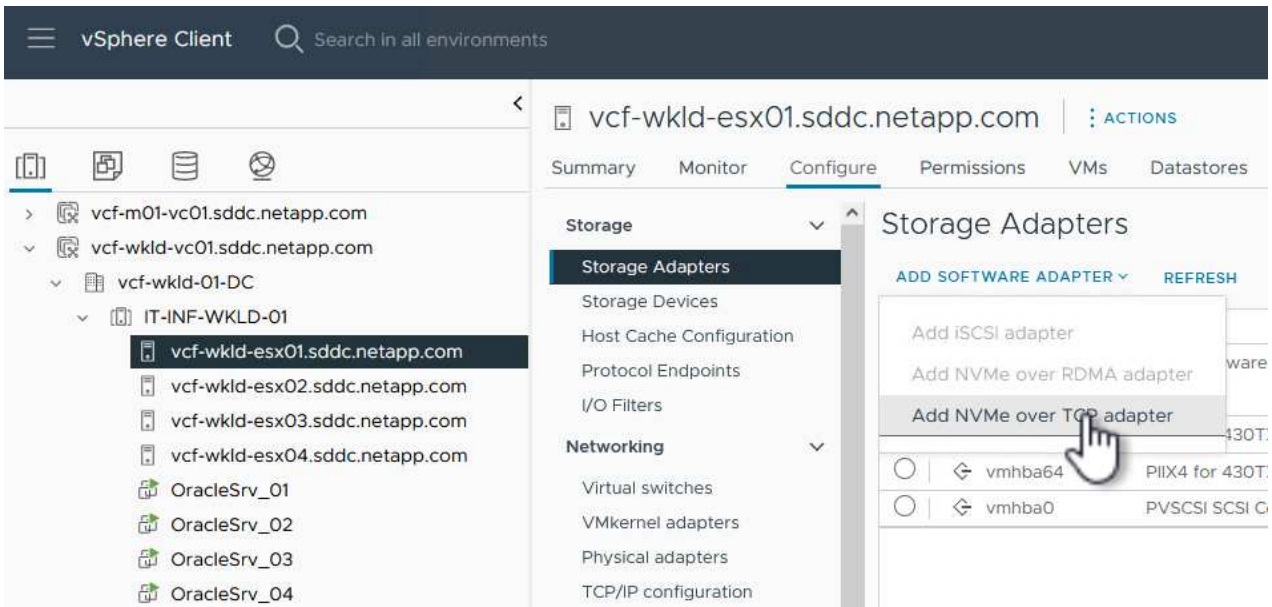 vSphere Client
Search in all environments
vcf-m01-vc01.sddc.netapp.com
vcf-wkld-vc01.sddc.netapp.com
vcf-wkld-01-DC
IT-INF-WKLD-01
vcf-wkld-esx01.sddc.netapp.com
vcf-wkld-esx02.sddc.netapp.com
vcf-wkld-esx03.sddc.netapp.com
vcf-wkld-esx04.sddc.netapp.com
OracleSrv_01
OracleSrv_02
OracleSrv_03
OracleSrv_04
vcf-wkld-esx01.sddc.netapp.com
ACTIONS
Summary Monitor Configure Permissions VMs Datastores
Storage
Storage Adapters
Storage Devices
Host Cache Configuration
Protocol Endpoints
I/O Filters
Networking
Virtual switches
VMkernel adapters
Physical adapters
TCP/IP configuration
Storage Adapters
ADD SOFTWARE ADAPTER REFRESH
Add iSCSI adapter
Add NVMe over RDMA adapter
Add NVMe over TCP adapter
vmhba64 PIIX4 for 430T
vmhba0 PVSCSI SCSI